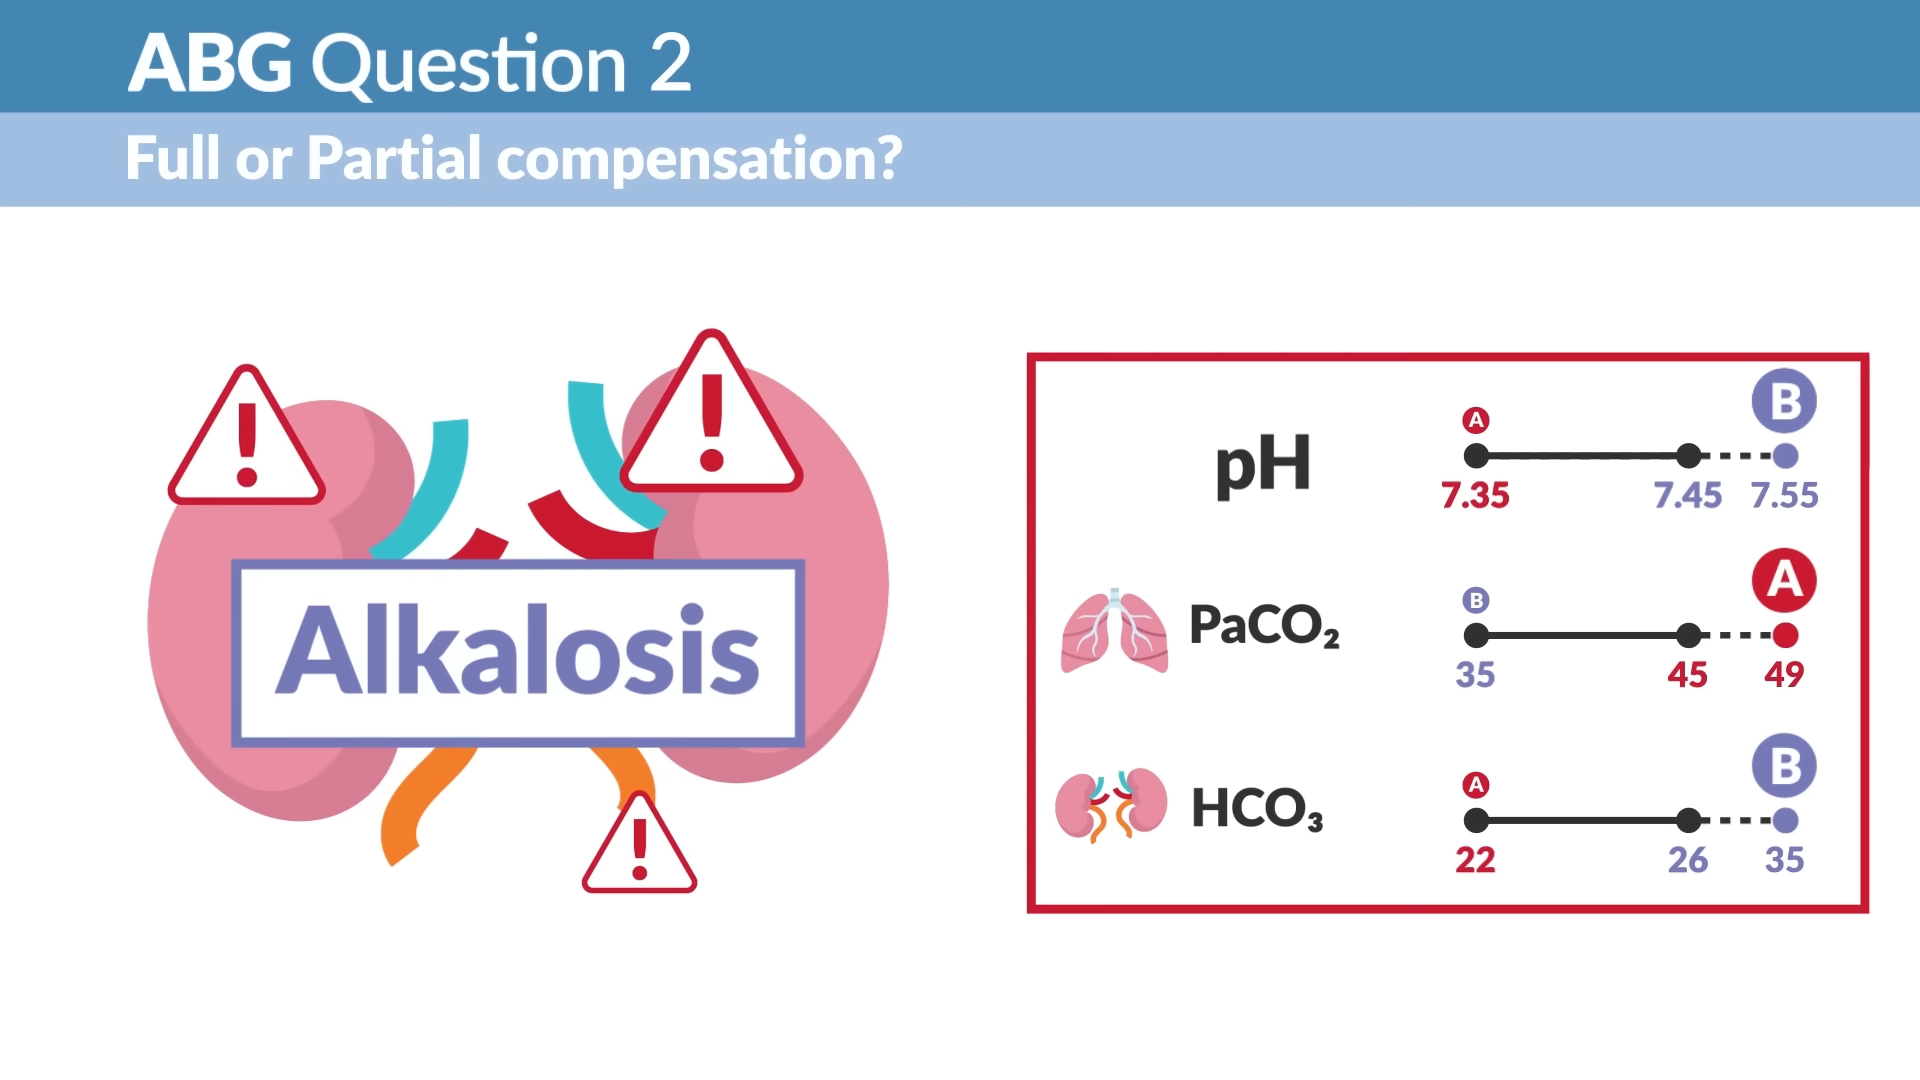 ABG Question 2
Full or Partial compensation?
Alkalosis
pH
A
B
7.35
7.45
7.55
PaCO₂
B
A
35
45
49
HCO₃
A
B
22
26
35